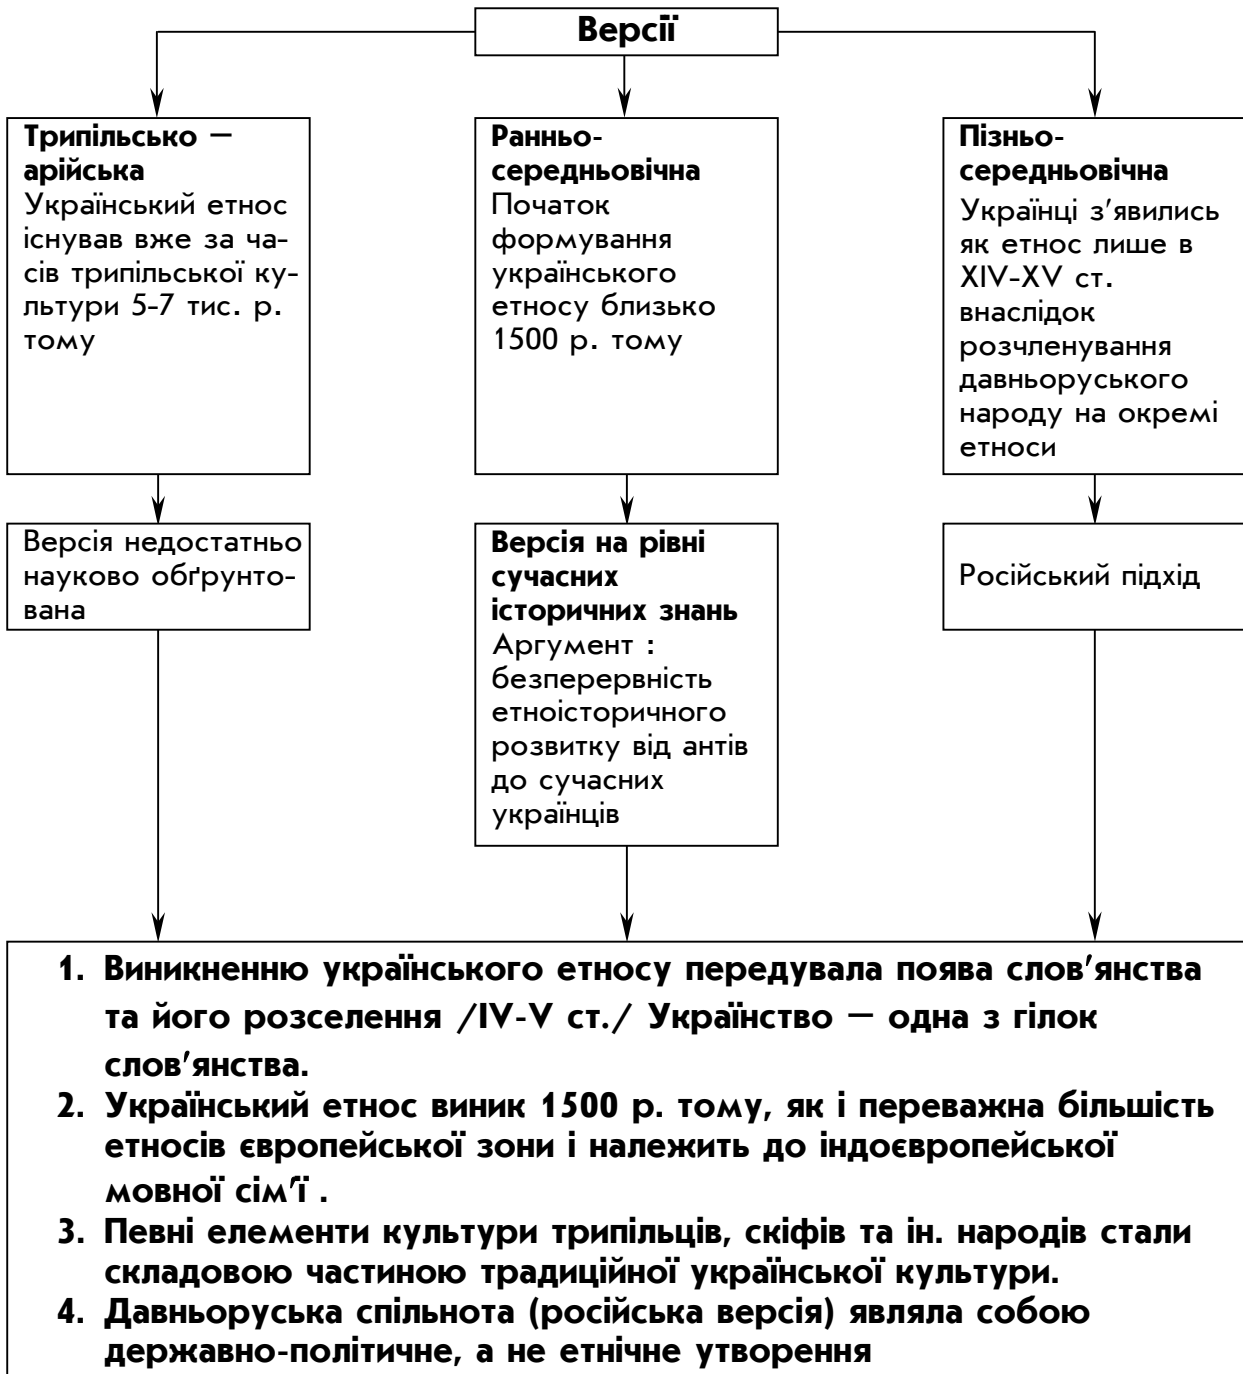 Версії
Трипільсько –
арійська
Український етнос
існував вже за ча-
сів трипільської ку-
льтури 5-7 тис. р.
тому
Ранньо-
середньовічна
Початок
формування
українського
етносу близько
1500 р. тому
Пізньо-
середньовічна
Українці з'явились
як етнос лише в
XIV-XV ст.
внаслідок
розчленування
давньоруського
народу на окремі
етноси
Версія недостатньо
науково обґрунто-
вана
Версія на рівні
сучасних
історичних знань
Аргумент :
безперервність
етноісторичного
розвитку від антів
до сучасних
українців
Російський підхід
1. Виникненню українського етносу передувала поява слов'янства
та його розселення /IV-V ст./ Українство – одна з гілок
слов'янства.
2. Український етнос виник 1500 р. тому, як і переважна більшість
етносів європейської зони і належить до індоєвропейської
мовної сім'ї .
3. Певні елементи культури трипільців, скіфів та ін. народів стали
складовою частиною традиційної української культури.
4. Давньоруська спільнота (російська версія) являла собою
державно-політичне, а не етнічне утворення